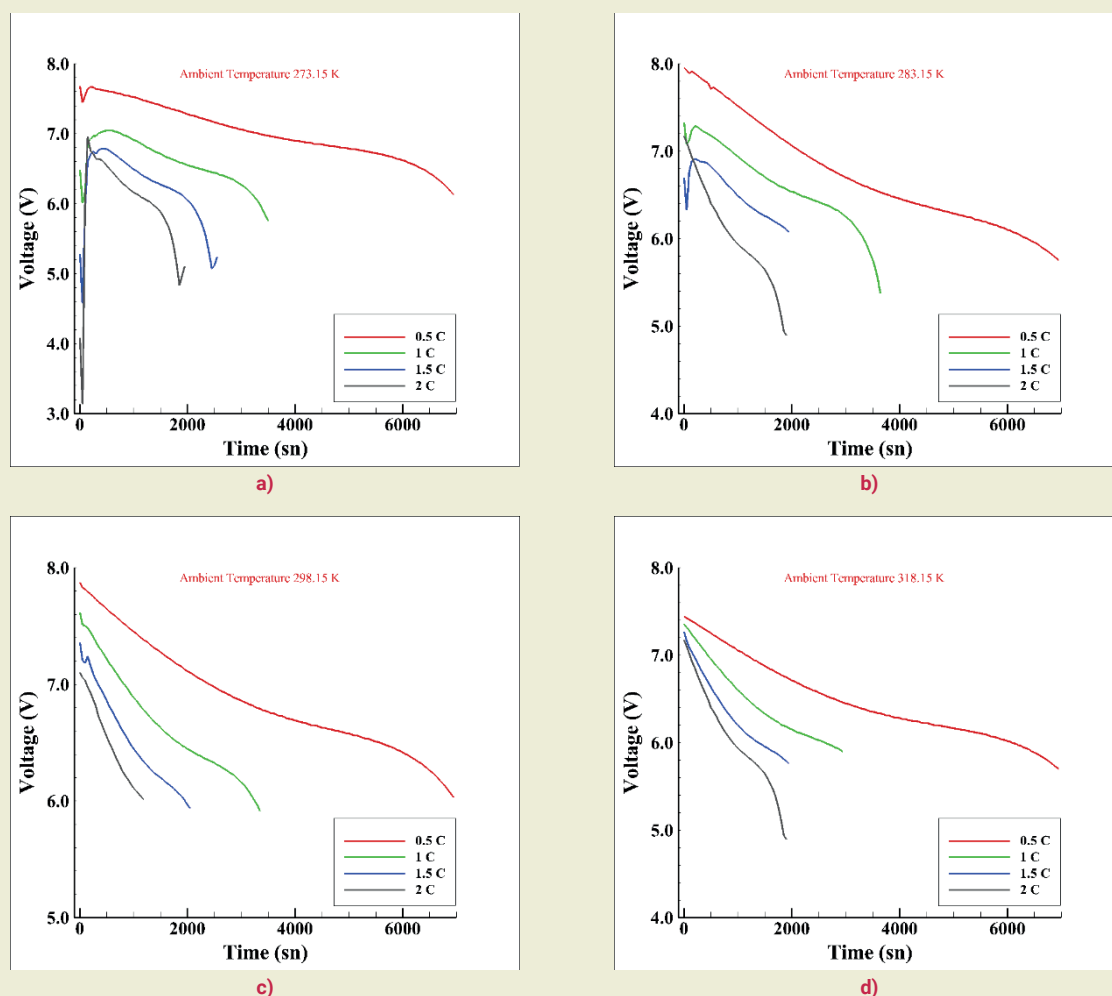 Ambient Temperature 273.15 K
8.0
7.0
6.0
5.0
4.0
3.0
Voltage (V)
0.5 C
1 C
1.5 C
2 C
0 2000 4000 6000
Time (sn)
a)
Ambient Temperature 283.15 K
8.0
7.0
6.0
5.0
4.0
Voltage (V)
0.5 C
1 C
1.5 C
2 C
0 2000 4000 6000
Time (sn)
b)
Ambient Temperature 298.15 K
8.0
7.0
6.0
5.0
Voltage (V)
0.5 C
1 C
1.5 C
2 C
0 2000 4000 6000
Time (sn)
c)
Ambient Temperature 318.15 K
8.0
7.0
6.0
5.0
4.0
Voltage (V)
0.5 C
1 C
1.5 C
2 C
0 2000 4000 6000
Time (sn)
d)